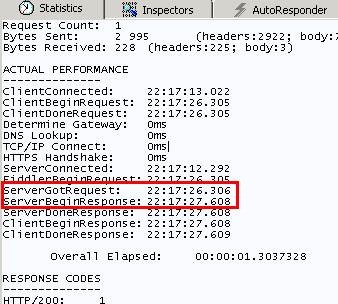 Statistics Inspectors AutoResponder
Request Count: 1
Bytes Sent: 2 995 (headers:2922; body:7
Bytes Received: 228 (headers:225; body:3)
ACTUAL PERFORMANCE
--------------
ClientConnected: 22:17:13.022
ClientBeginRequest: 22:17:26.305
ClientDoneRequest: 22:17:26.305
Determine Gateway: 0ms
DNS Lookup: 0ms
TCP/IP Connect: 0ms
HTTPS Handshake: 0ms
ServerConnected: 22:17:12.292
FiddlerBeginRequest: 22:17:26.305
ServerGotRequest: 22:17:26.306
ServerBeginResponse: 22:17:27.608
ServerDoneResponse: 22:17:27.608
ClientBeginResponse: 22:17:27.608
ClientDoneResponse: 22:17:27.609
Overall Elapsed: 00:00:01.3037328
RESPONSE CODES
--------------
HTTP/200: 1